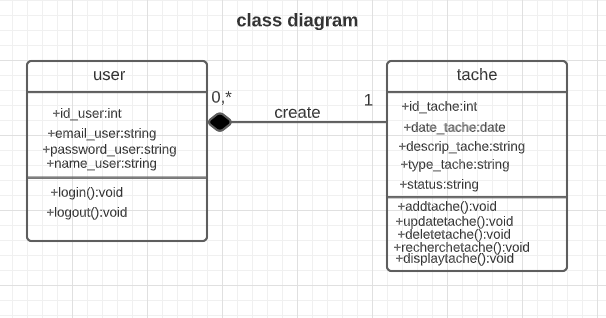 class diagram
user
+id_user:int
+email_user:string
+password_user:string
+name_user:string
+login():void
+logout():void
0,*
create
1
tache
+id_tache:int
+date_tache:date
+descrip_tache:string
+type_tache:string
+status:string
+addtache():void
+updatetache():void
+deletetache():void
+recherchetache():void
+displaytache():void